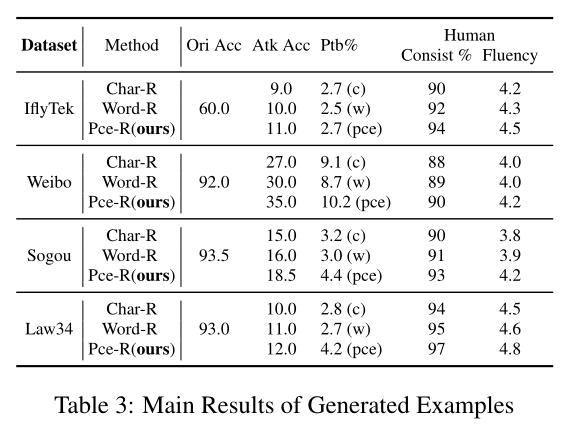 Dataset Method Ori Acc Atk Acc Ptb% Human
Consist % Fluency
Char-R 9.0 2.7 (c) 90 4.2
IflyTek Word-R 60.0 10.0 2.5 (w) 92 4.3
Pce-R(ours) 11.0 2.7 (pce) 94 4.5
Char-R 27.0 9.1 (c) 88 4.0
Weibo Word-R 92.0 30.0 8.7 (w) 89 4.0
Pce-R(ours) 35.0 10.2 (pce) 90 4.2
Char-R 15.0 3.2 (c) 90 3.8
Sogou Word-R 93.5 16.0 3.0 (w) 91 3.9
Pce-R(ours) 18.5 4.4 (pce) 93 4.2
Char-R 10.0 2.8 (c) 94 4.5
Law34 Word-R 93.0 11.0 2.7 (w) 95 4.6
Pce-R(ours) 12.0 4.2 (pce) 97 4.8
Table 3: Main Results of Generated Examples